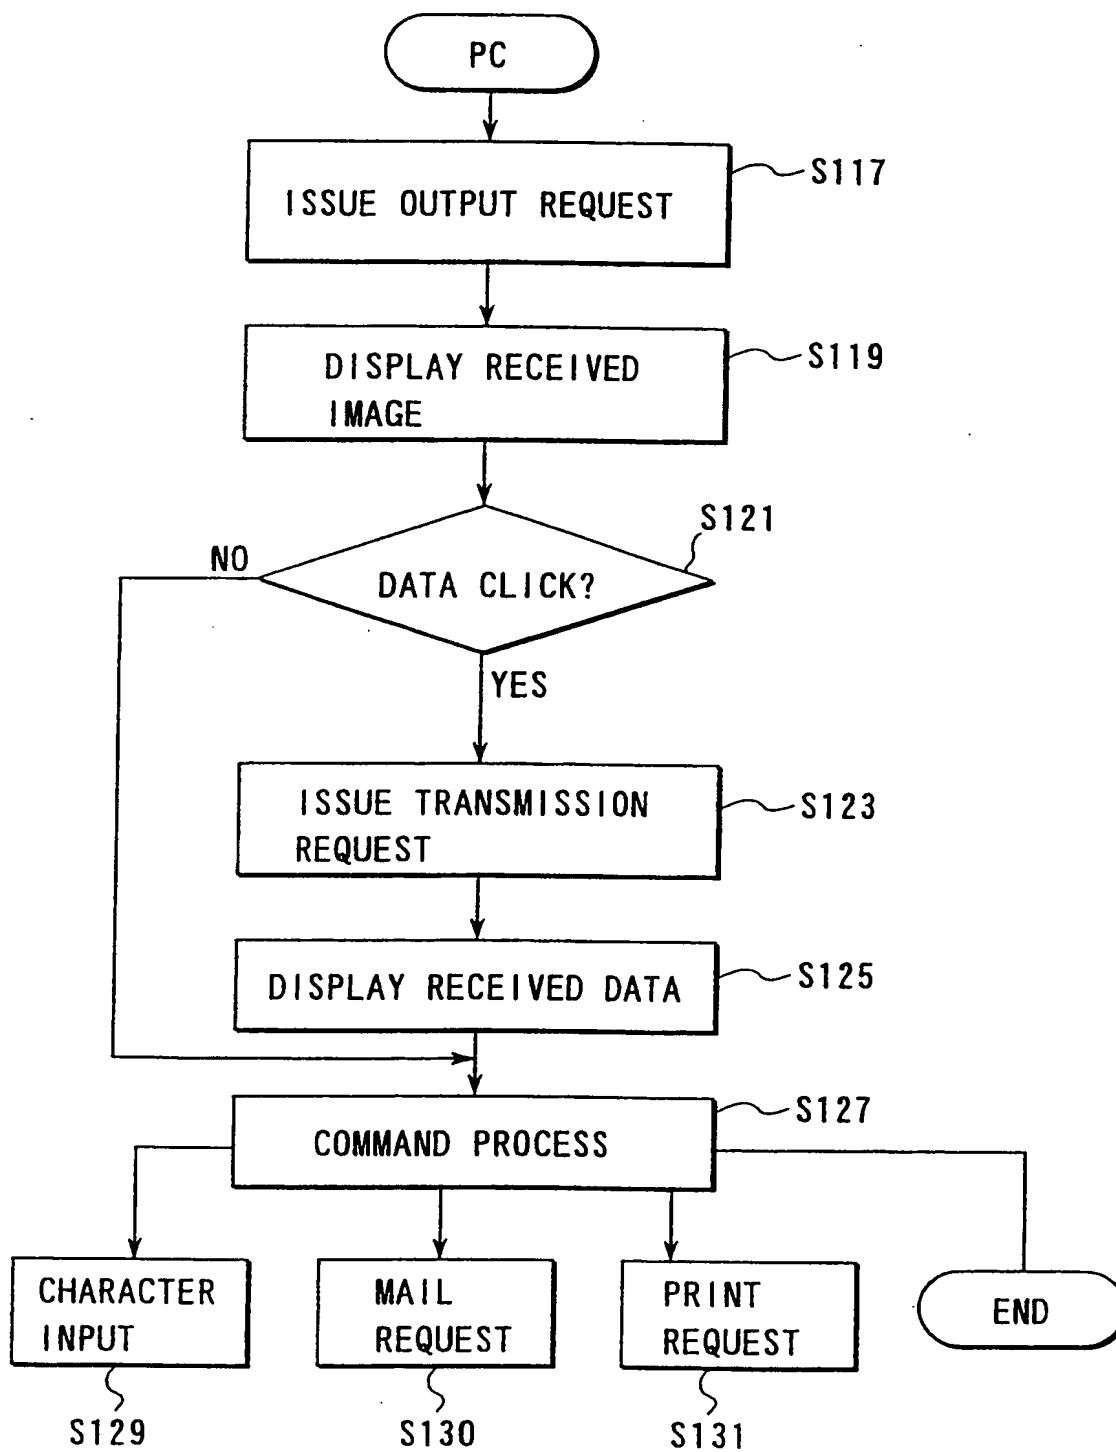 PC
ISSUE OUTPUT REQUEST
S117
DISPLAY RECEIVED
IMAGE
S119
DATA CLICK?
S121
NO
YES
ISSUE TRANSMISSION
REQUEST
S123
DISPLAY RECEIVED DATA
S125
COMMAND PROCESS
S127
CHARACTER
INPUT
S129
MAIL
REQUEST
S130
PRINT
REQUEST
S131
END